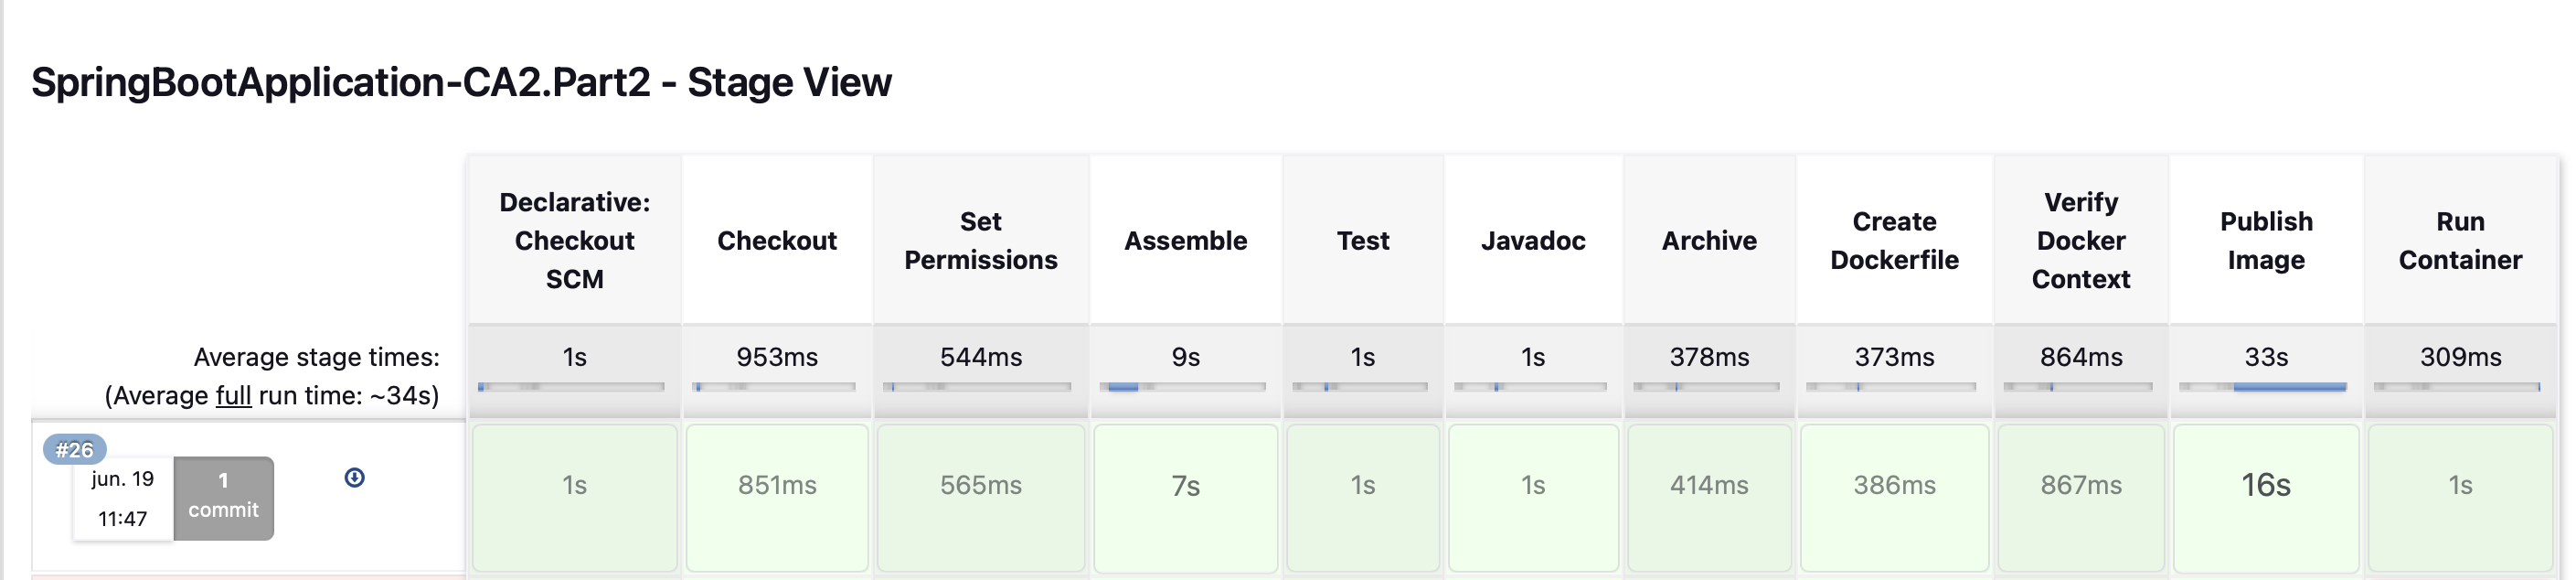 SpringBootApplication-CA2.Part2 - Stage View
Declarative:
Checkout
SCM
Checkout
Set
Permissions
Assemble
Test
Javadoc
Archive
Create
Dockerfile
Verify
Docker
Context
Publish
Image
Run
Container
Average stage times:
(Average full run time: ~34s)
1s
953ms
544ms
9s
1s
1s
378ms
373ms
864ms
33s
309ms
#26
jun. 19
11:47
1
commit
1s
851ms
565ms
7s
1s
1s
414ms
386ms
867ms
16s
1s